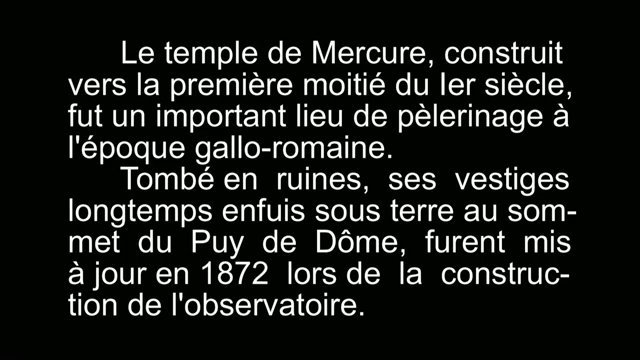 Le temple de Mercure, construit
vers la première moitié du Ier siècle,
fut un important lieu de pèlerinage à
l'époque gallo-romaine.
Tombé en ruines, ses vestiges
longtemps enfuis sous terre au som-
met du Puy de Dôme, furent mis
à jour en 1872 lors de la construc-
tion de l'observatoire.